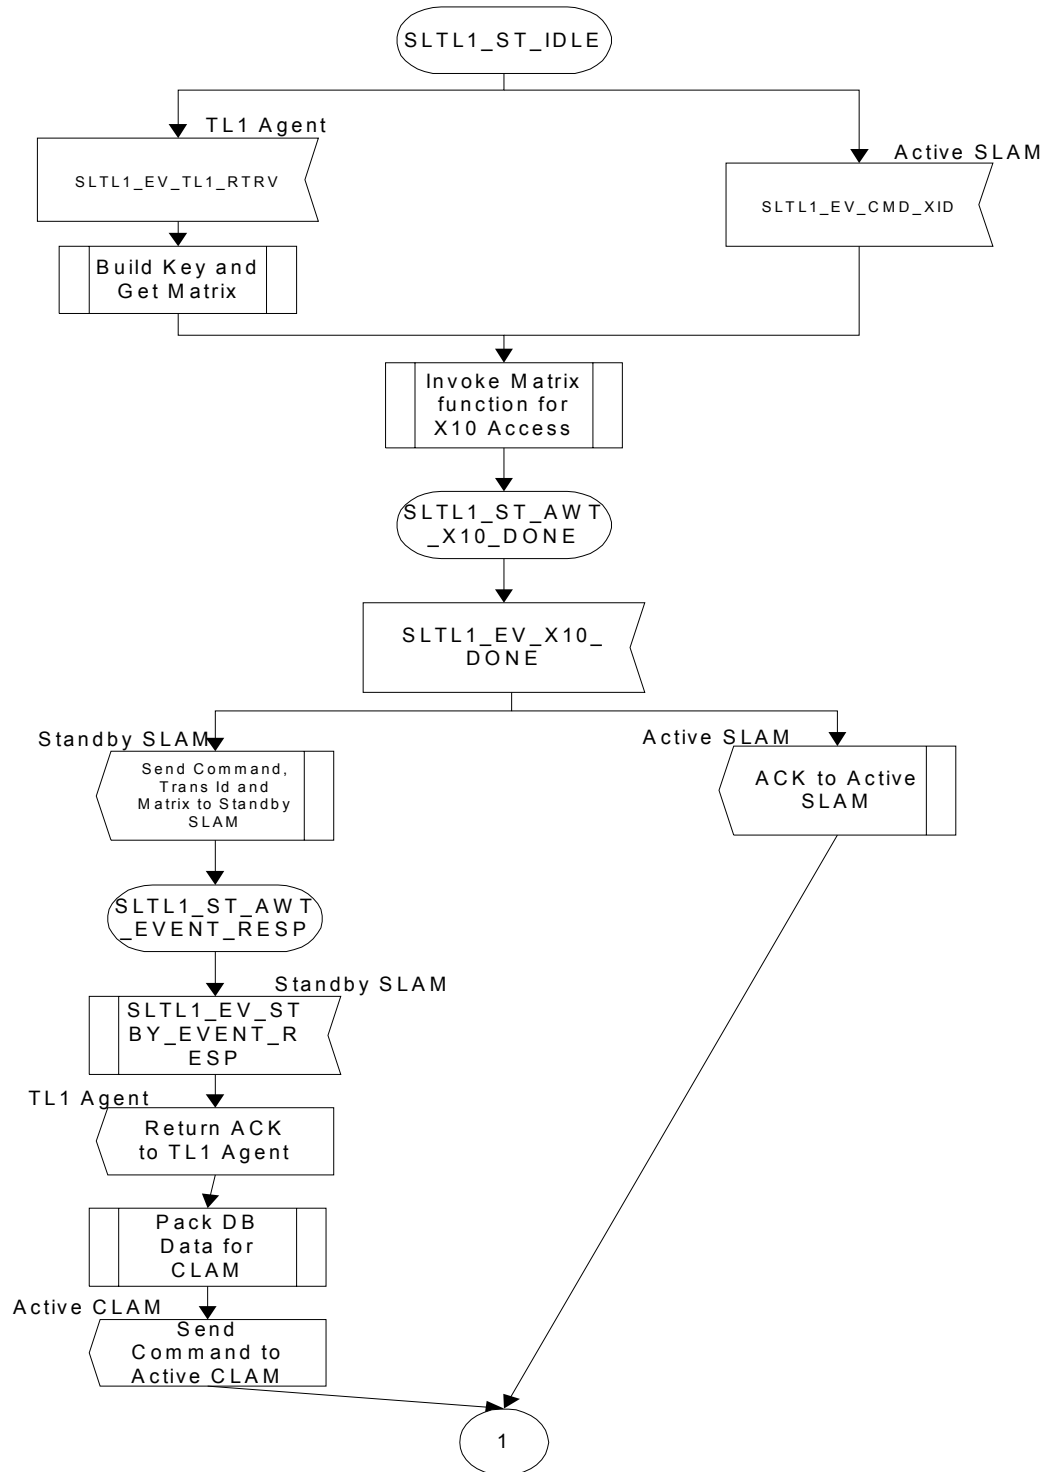 SLTL1_ST_IDLE
TL1 Agent
SLTL1_EV_TL1_RTRV
Active SLAM
SLTL1_EV_CMD_XID
Build Key and
Get Matrix
Invoke Matrix
function for
X10 Access
SLTL1_ST_AWT
_X10_DONE
SLTL1_EV_X10_
DONE
Standby SLAM
Send Command,
Trans Id and
Matrix to Standby
SLAM
Active SLAM
ACK to Active
SLAM
SLTL1_ST_AWT
_EVENT_RESP
Standby SLAM
SLTL1_EV_ST
BY_EVENT_R
ESP
TL1 Agent
Return ACK
to TL1 Agent
Pack DB
Data for
CLAM
Active CLAM
Send
Command to
Active CLAM
1